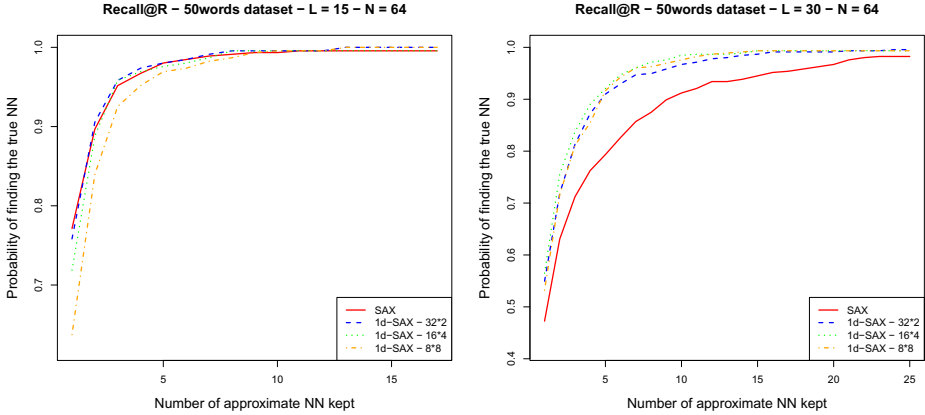 Recall@R − 50words dataset − L = 15 − N = 64
Probability of finding the true NN
1.0
0.9
0.8
0.7
SAX
1d−SAX − 32*2
1d−SAX − 16*4
1d−SAX − 8*8
5
10
15
Number of approximate NN kept
Recall@R − 50words dataset − L = 30 − N = 64
Probability of finding the true NN
1.0
0.9
0.8
0.7
0.6
0.5
0.4
SAX
1d−SAX − 32*2
1d−SAX − 16*4
1d−SAX − 8*8
5
10
15
20
25
Number of approximate NN kept